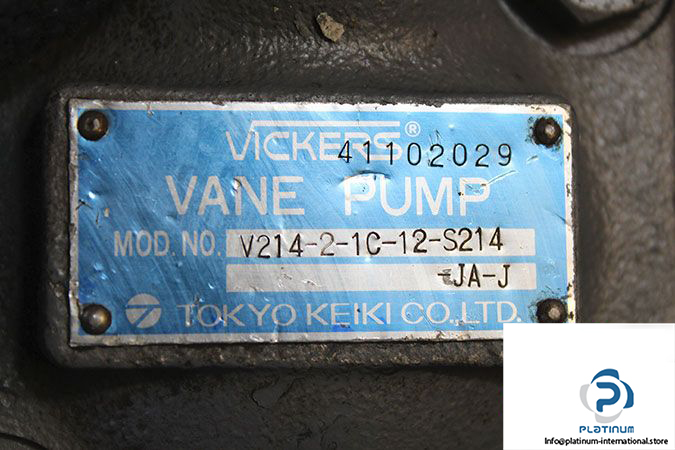 VICKERS®
41102029
VANE PUMP
MOD. NO. V214-2-1C-12-S214
-JA-J
TOKYO KEIKI CO., LTD.
PLATINUM
Info@platinum-international.store